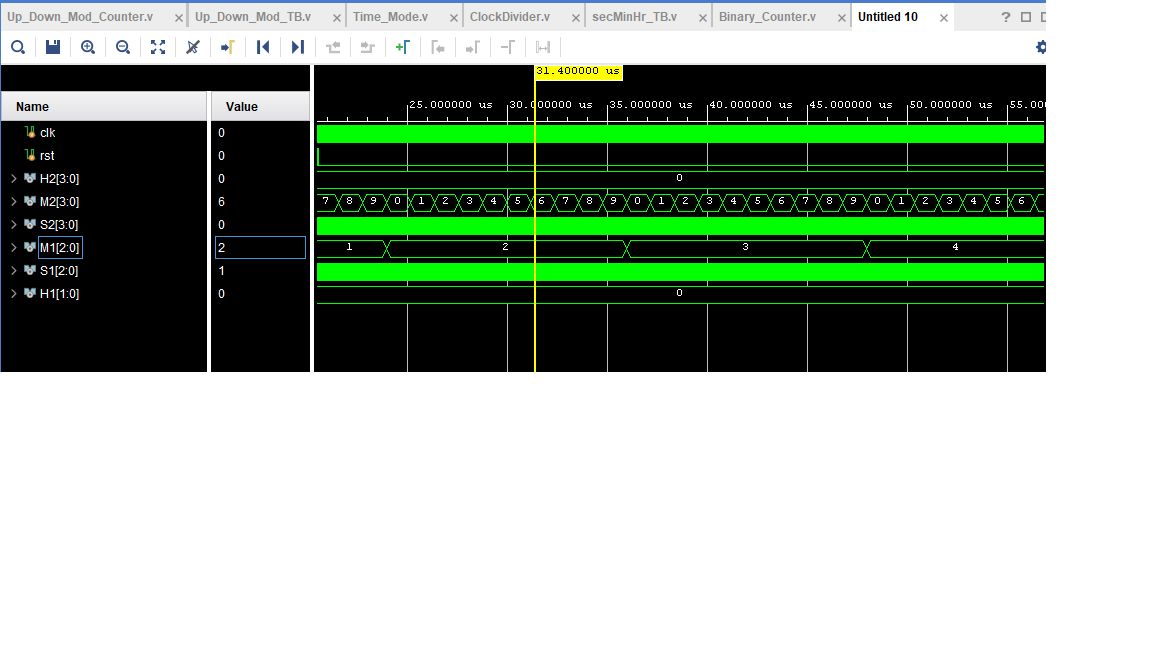 Up_Down_Mod_Counter.v Up_Down_Mod_TB.v Time_Mode.v ClockDivider.v secMinHr_TB.v Binary_Counter.v Untitled 10
31.400000 us
Name Value 25.000000 us 30.000000 us 35.000000 us 40.000000 us 45.000000 us 50.000000 us 55.00
clk 0
rst 0
H2[3:0] 0 0
M2[3:0] 6 7 8 9 0 1 2 3 4 5 6 7 8 9 0 1 2 3 4 5 6 7 8 9 0 1 2 3 4 5 6
S2[3:0] 0
M1[2:0] 2 1 2 3 4
S1[2:0] 1
H1[1:0] 0 0